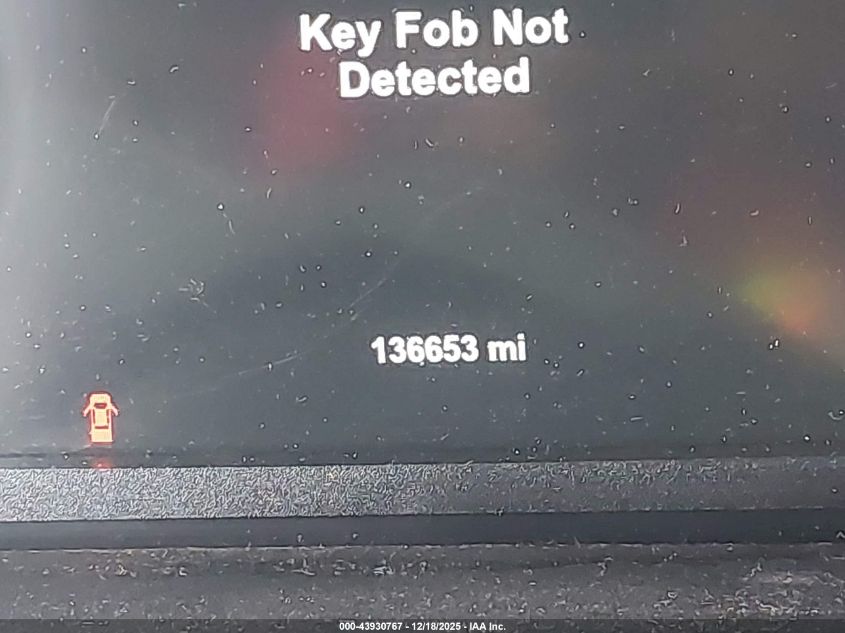 Key Fob Not
Detected
136653 mi
000-43930767 - 12/18/2025 - IAA Inc.